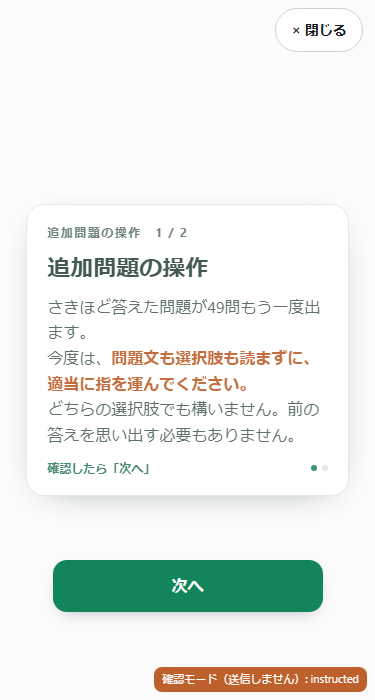 × 閉じる
追加問題の操作 1 / 2
追加問題の操作
さきほど答えた問題が49問もう一度出
ます。
今度は、問題文も選択肢も読まずに、
適当に指を運んでください。
どちらの選択肢でも構いません。前の
答えを思い出す必要もありません。
確認したら「次へ」
次へ
確認モード（送信しません）: instructed